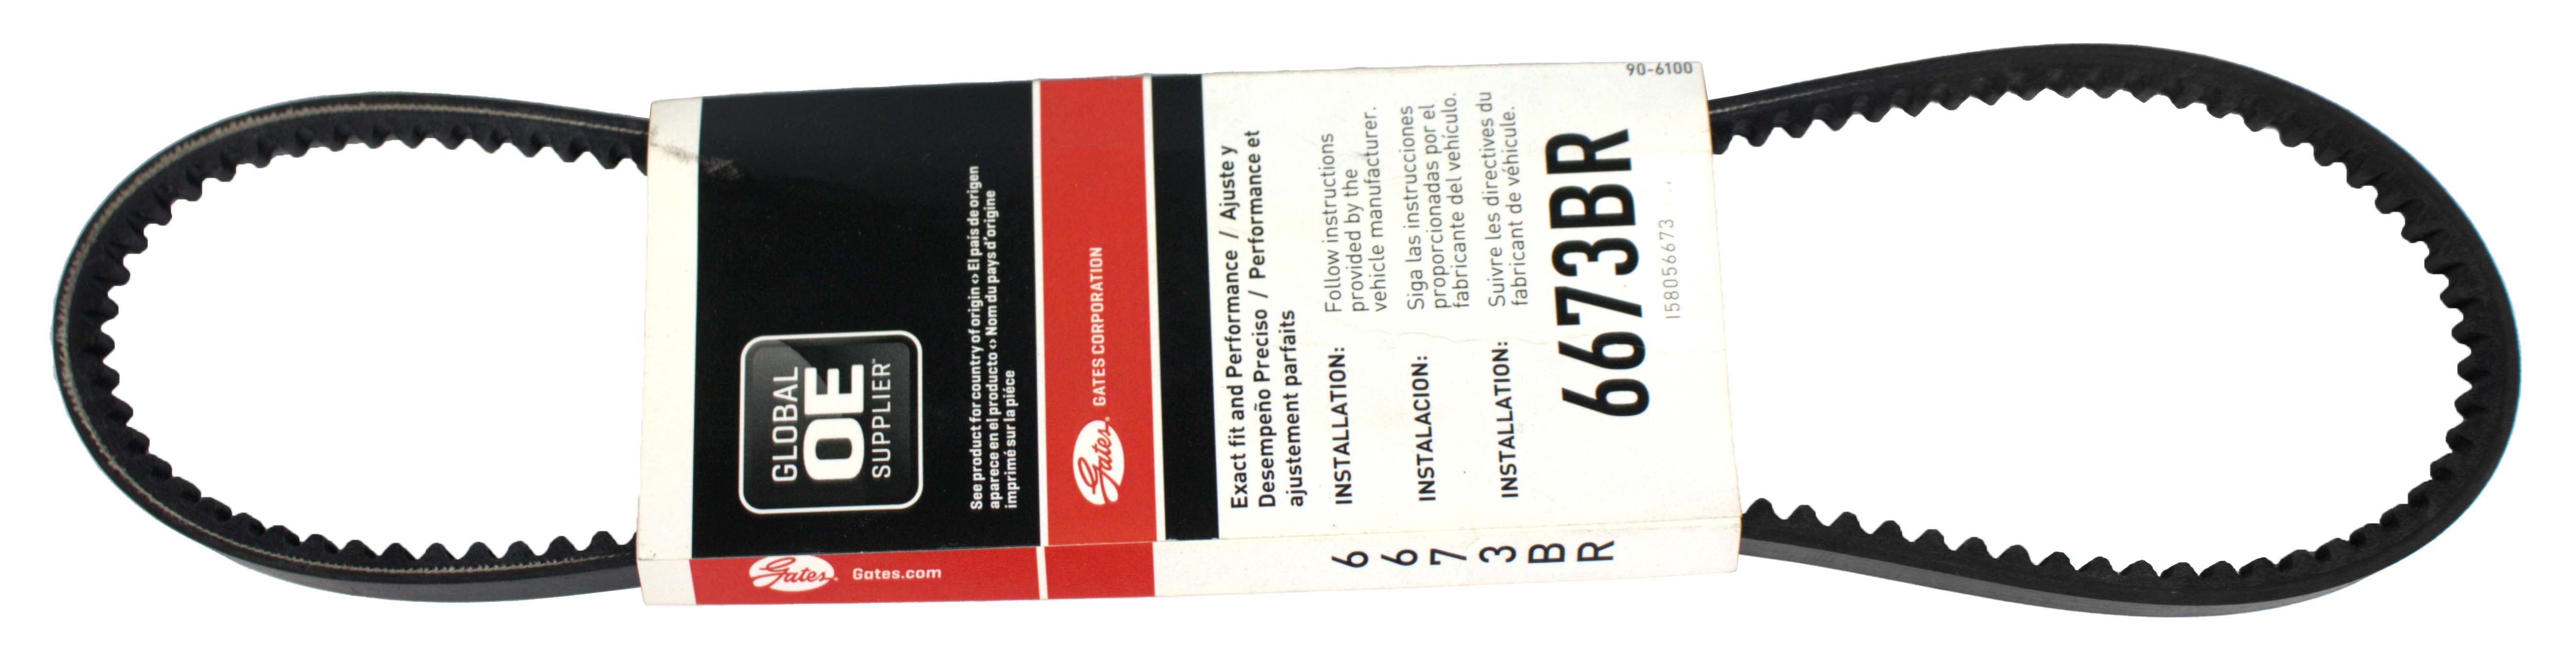 GLOBAL
OE
SUPPLIER™
See product for country of origin <> El país de origen
aparece en el producto <> Nom du pays d'origine
imprimé sur la pièce
Gates. GATES CORPORATION
Exact fit and Performance / Ajuste y
Desempeño Preciso / Performance et
ajustement parfaits
INSTALLATION: Follow instructions
provided by the
vehicle manufacturer.
INSTALACION: Siga las instrucciones
proporcionadas por el
fabricante del vehículo.
INSTALLATION: Suivre les directives du
fabricant de véhicule.
6673BR
I58056673
90-6100
Gates. Gates.com
6
6
7
3
B
R